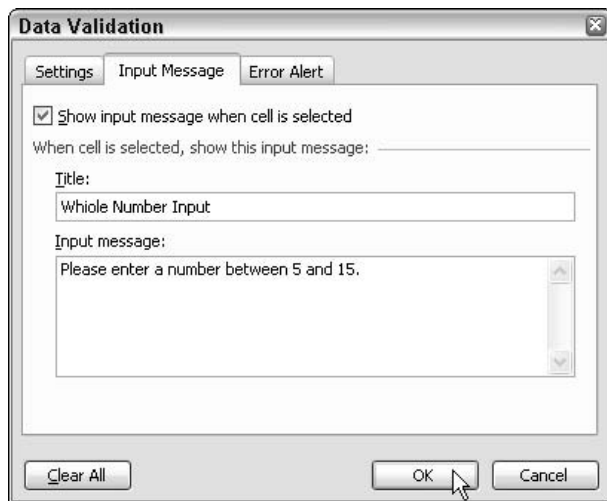 Data Validation
Settings Input Message Error Alert
Show input message when cell is selected
When cell is selected, show this input message:
Title:
Whole Number Input
Input message:
Please enter a number between 5 and 15.
Clear All OK Cancel